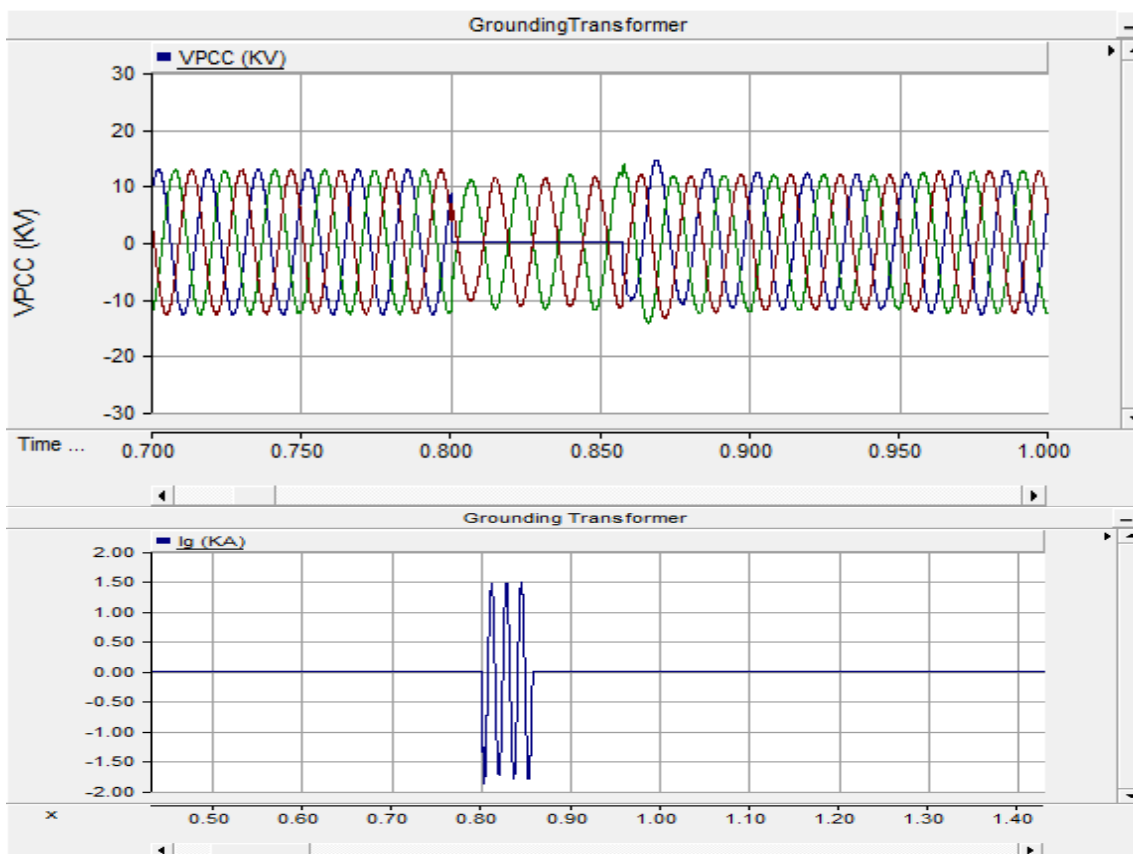 GroundingTransformer
VPCC (KV)
30
20
10
0
-10
-20
-30
VPCC (KV)
Time ...
0.700 0.750 0.800 0.850 0.900 0.950 1.000
Grounding Transformer
Ig (KA)
2.00
1.50
1.00
0.50
0.00
-0.50
-1.00
-1.50
-2.00
x
0.50 0.60 0.70 0.80 0.90 1.00 1.10 1.20 1.30 1.40